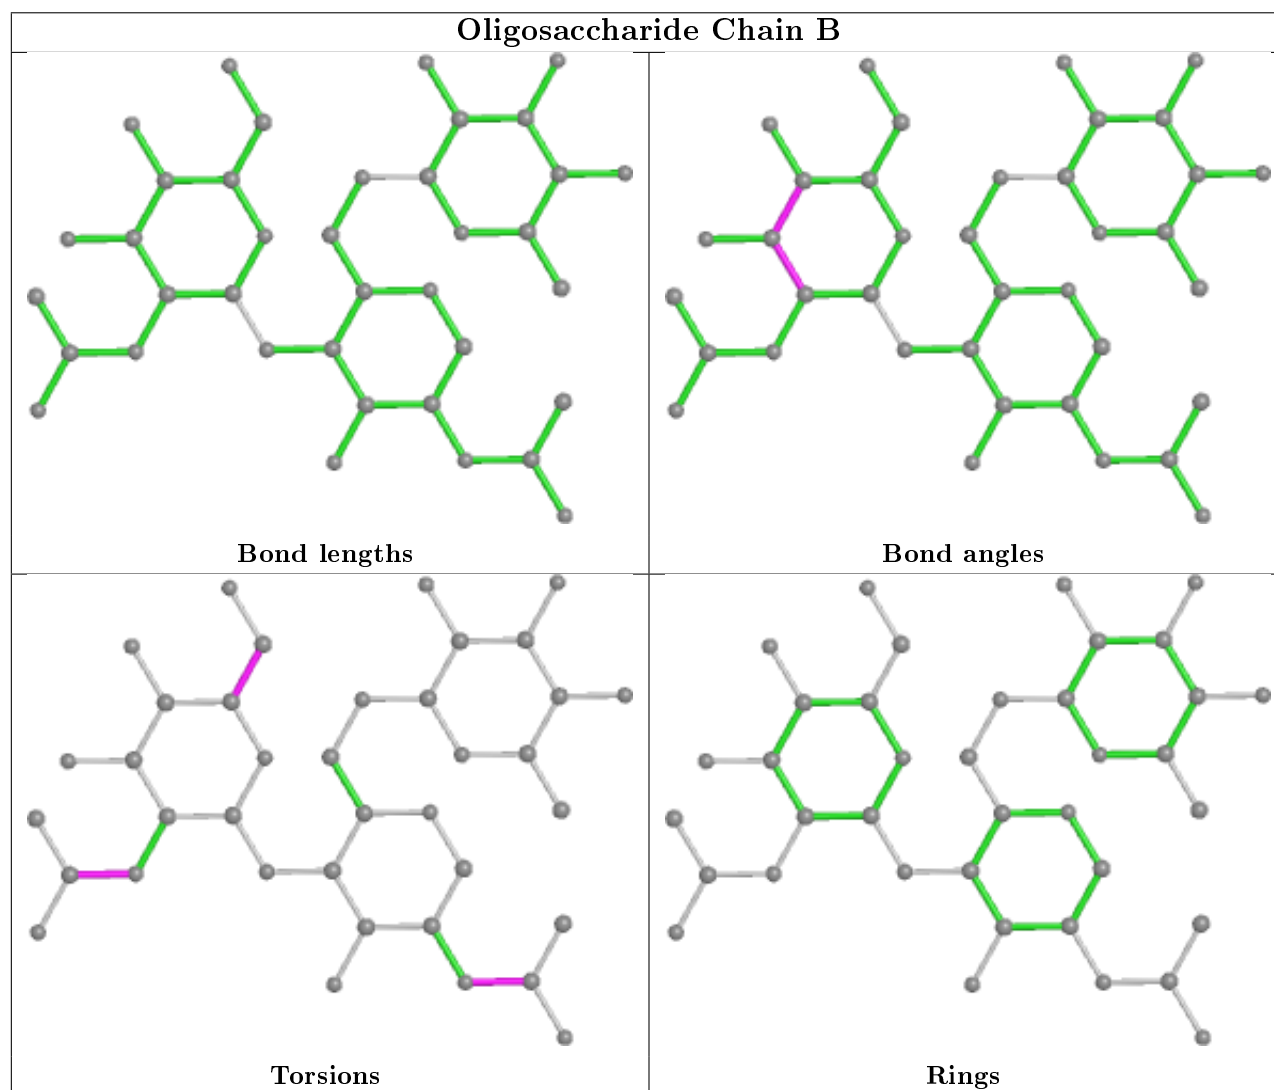 Oligosaccharide Chain B
Bond lengths
Bond angles
Torsions
Rings